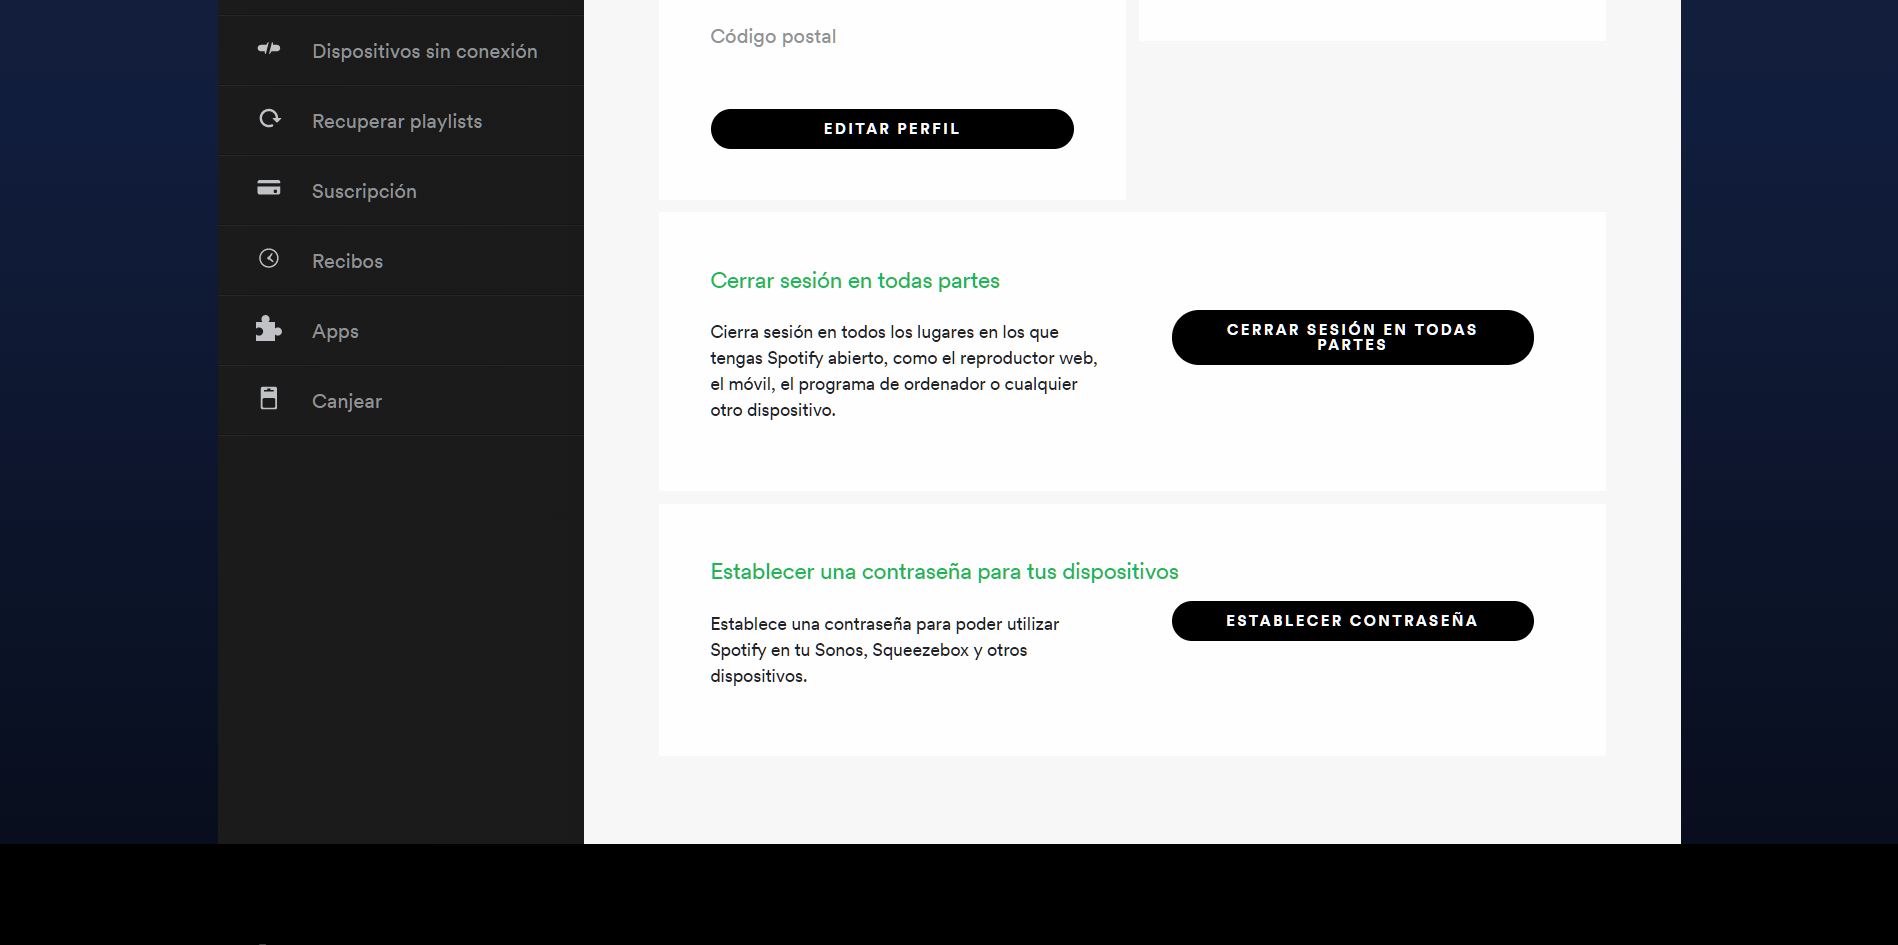 Dispositivos sin conexión
Recuperar playlists
Suscripción
Recibos
Apps
Canjear
Código postal
EDITAR PERFIL
Cerrar sesión en todas partes
Cierra sesión en todos los lugares en los que
tengas Spotify abierto, como el reproductor web,
el móvil, el programa de ordenador o cualquier
otro dispositivo.
CERRAR SESIÓN EN TODAS
PARTES
Establecer una contraseña para tus dispositivos
Establece una contraseña para poder utilizar
Spotify en tu Sonos, Squeezebox y otros
dispositivos.
ESTABLECER CONTRASEÑA